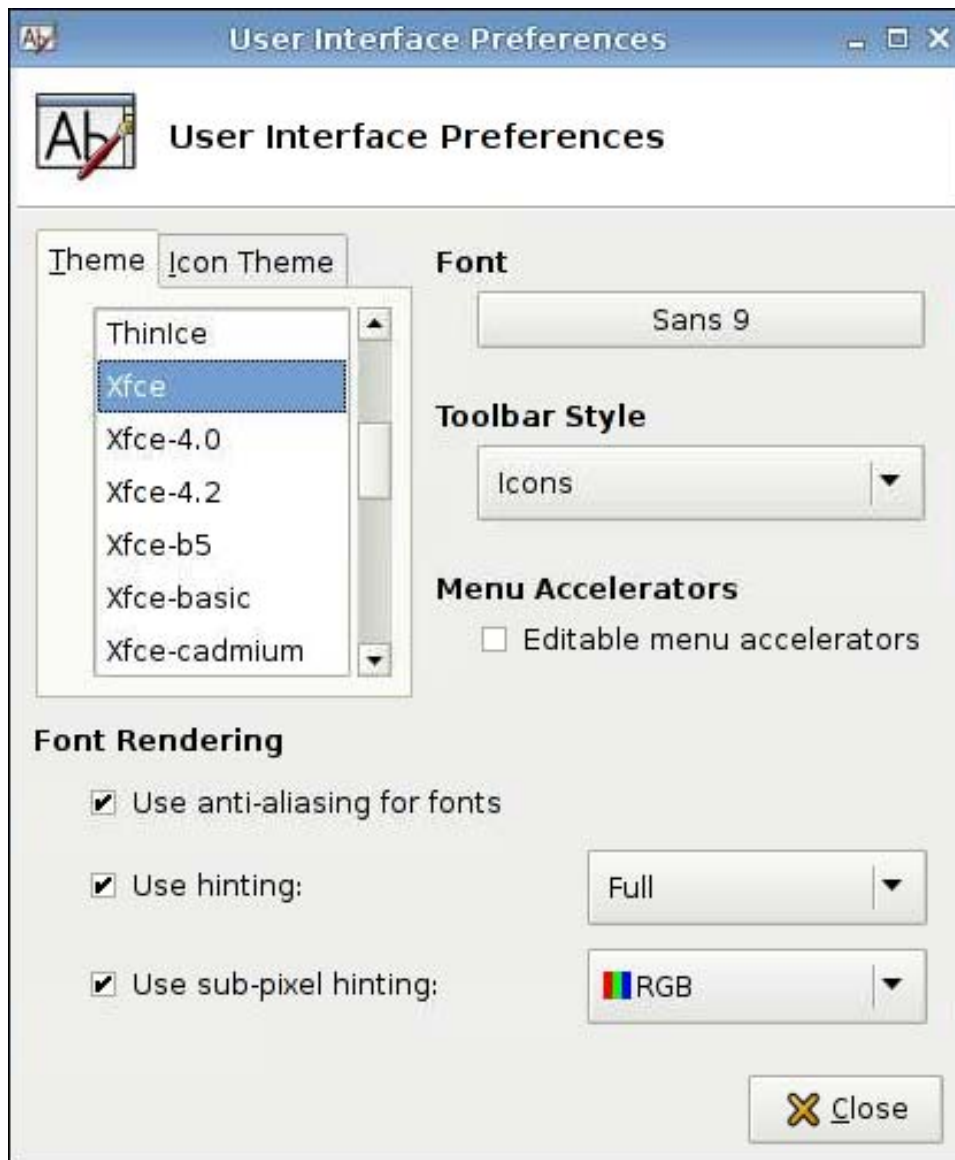 User Interface Preferences
User Interface Preferences
Theme
Icon Theme
ThinIce
Xfce
Xfce-4.0
Xfce-4.2
Xfce-b5
Xfce-basic
Xfce-cadmium
Font
Sans 9
Toolbar Style
Icons
Menu Accelerators
Editable menu accelerators
Font Rendering
Use anti-aliasing for fonts
Use hinting:
Full
Use sub-pixel hinting:
RGB
Close